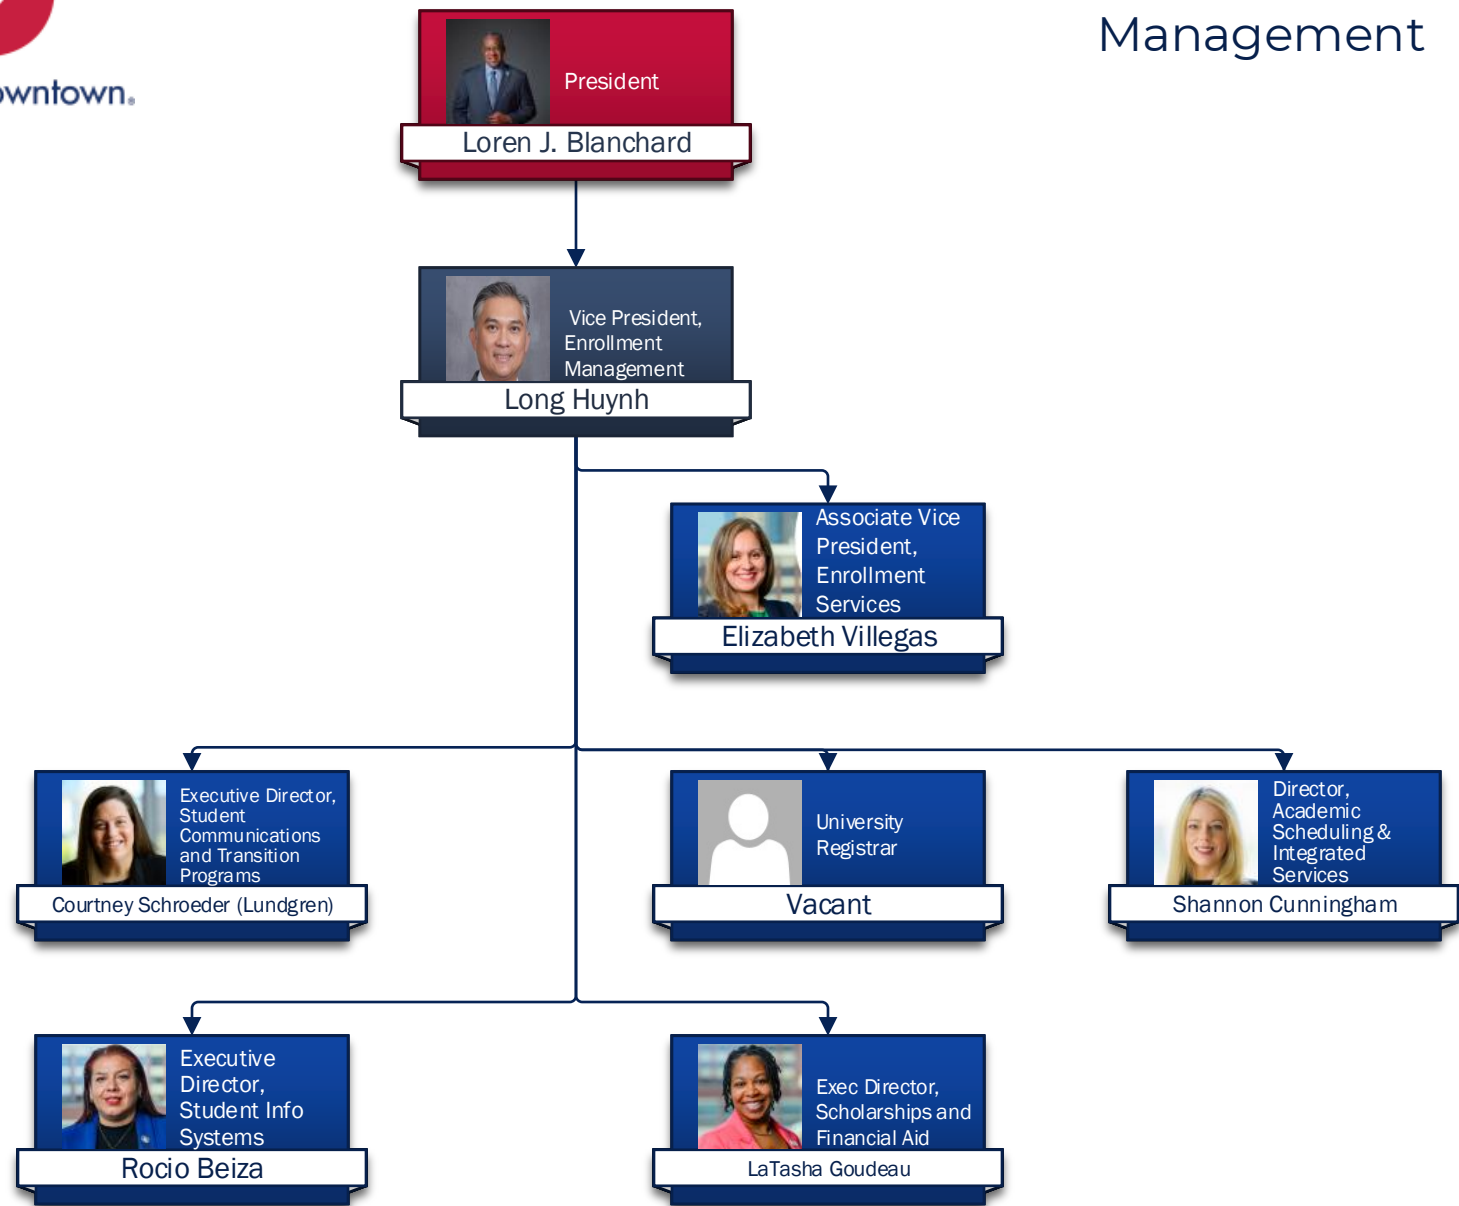 Management
President
Loren J. Blanchard
Vice President,
Enrollment
Management
Long Huynh
Associate Vice
President,
Enrollment
Services
Elizabeth Villegas
Executive Director,
Student
Communications
and Transition
Programs
Courtney Schroeder (Lundgren)
University
Registrar
Vacant
Director,
Academic
Scheduling &
Integrated
Services
Shannon Cunningham
Executive
Director,
Student Info
Systems
Rocio Beiza
Exec Director,
Scholarships and
Financial Aid
LaTasha Goudeau